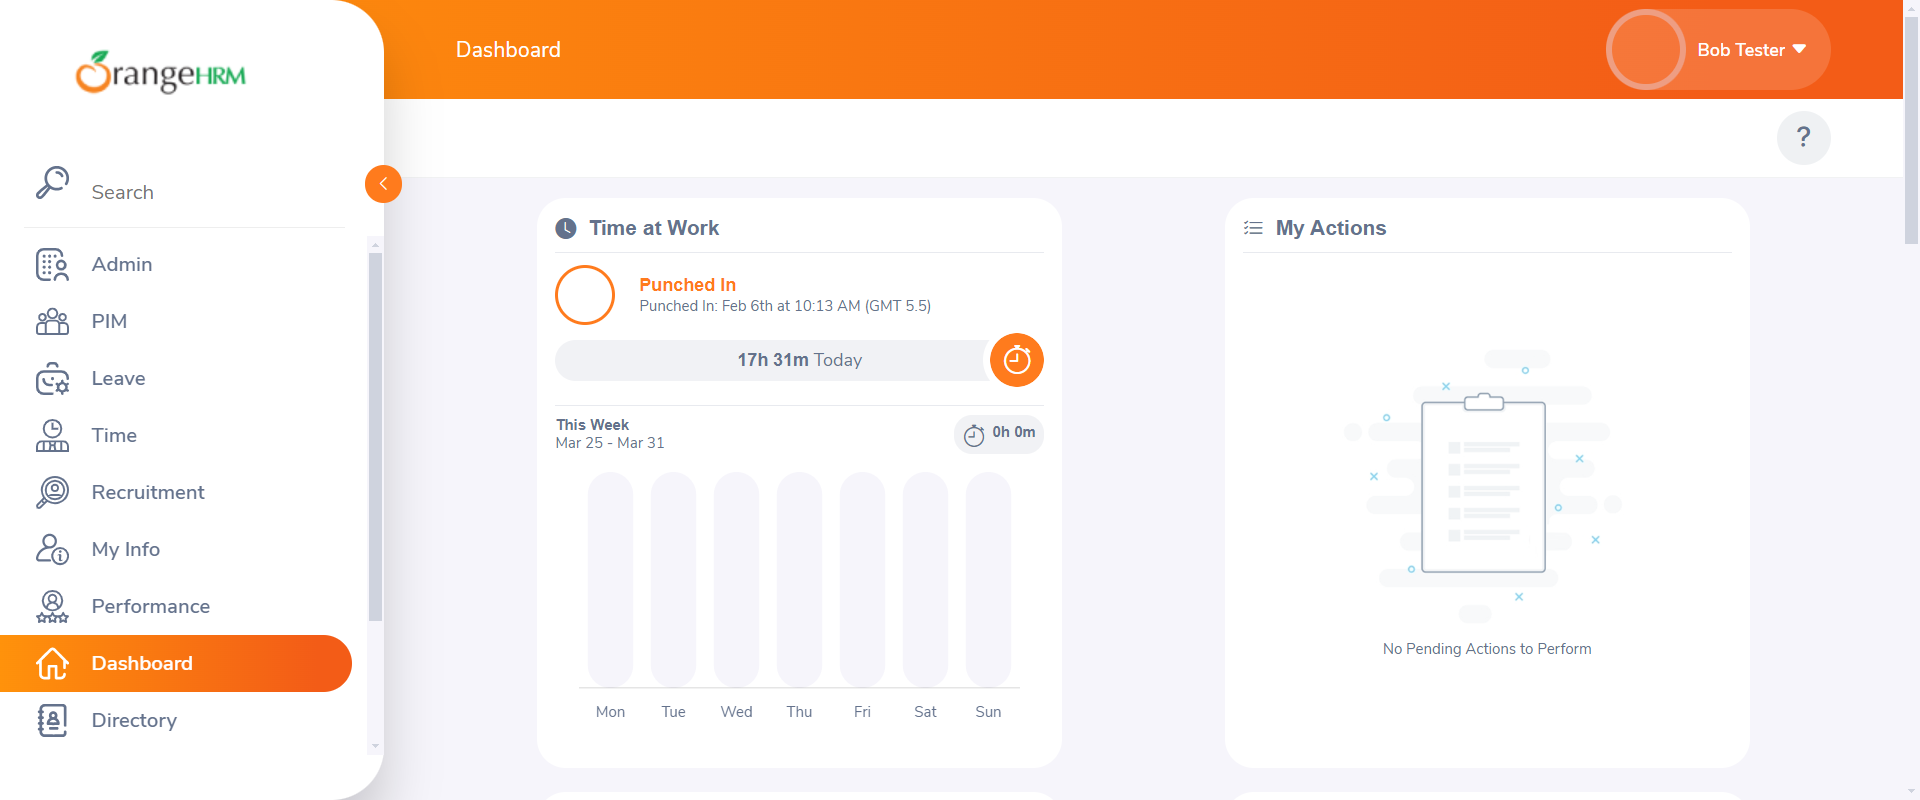 OrangeHRM
Dashboard
Bob Tester
?
Search
Admin
PIM
Leave
Time
Recruitment
My Info
Performance
Dashboard
Directory
Time at Work
Punched In
Punched In: Feb 6th at 10:13 AM (GMT 5.5)
17h 31m Today
This Week
Mar 25 - Mar 31
0h 0m
Mon Tue Wed Thu Fri Sat Sun
My Actions
No Pending Actions to Perform